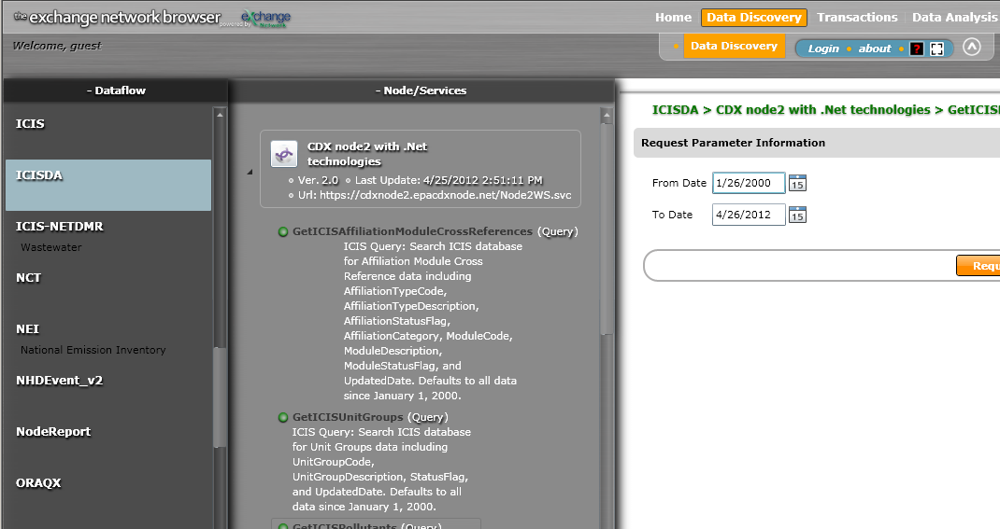 the exchange network browser powered by exchange Network
Home Data Discovery Transactions Data Analysis
Welcome, guest
Data Discovery Login about ?
- Dataflow
ICIS
ICISDA
ICIS-NETDMR
Wastewater
NCT
NEI
National Emission Inventory
NHDEvent_v2
NodeReport
ORAQX
- Node/Services
CDX node2 with .Net
technologies
Ver. 2.0 Last Update: 4/25/2012 2:51:11 PM
Url: https://cdxnode2.epacdxnode.net/Node2WS.svc
GetICISAffiliationModuleCrossReferences (Query)
ICIS Query: Search ICIS database
for Affiliation Module Cross
Reference data including
AffiliationTypeCode,
AffiliationTypeDescription,
AffiliationStatusFlag,
AffiliationCategory, ModuleCode,
ModuleDescription,
ModuleStatusFlag, and
UpdatedDate. Defaults to all data
since January 1, 2000.
GetICISUnitGroups (Query)
ICIS Query: Search ICIS database
for Unit Groups data including
UnitGroupCode,
UnitGroupDescription, StatusFlag,
and UpdatedDate. Defaults to all
data since January 1, 2000.
GetICISPollutants (Query)
ICISDA > CDX node2 with .Net technologies > GetICIS
Request Parameter Information
From Date 1/26/2000 15
To Date 4/26/2012 15
Requ